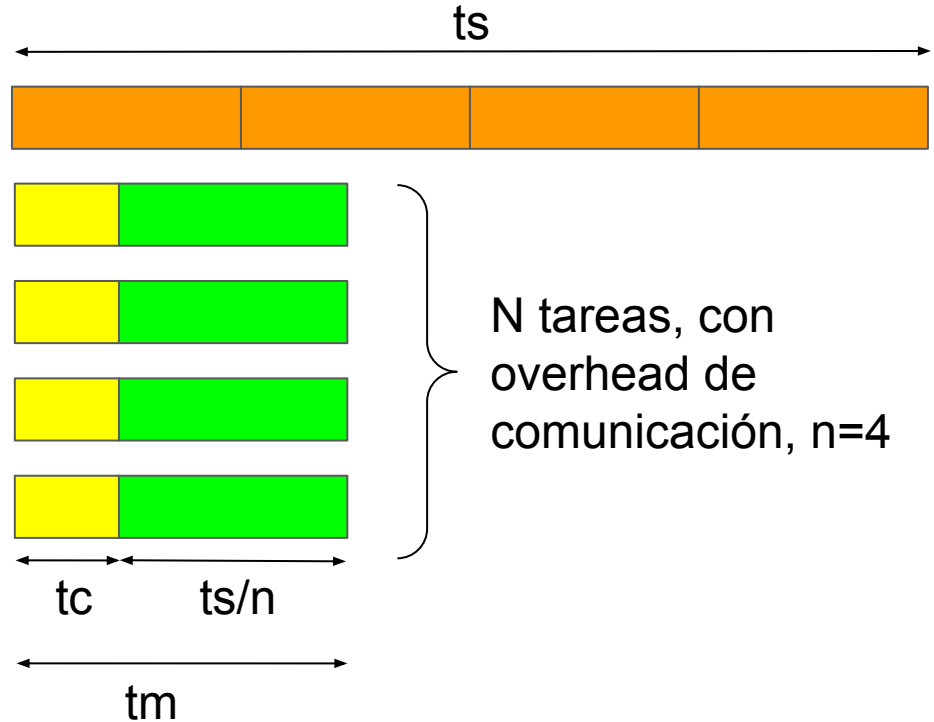 ts
N tareas, con
overhead de
comunicación, n=4
tc
ts/n
tm